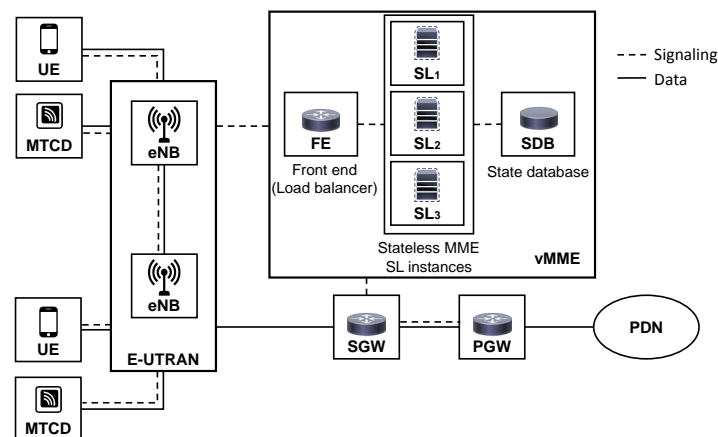 UE
MTCD
eNB
eNB
UE
MTCD
E-UTRAN
FE
Front end
(Load balancer)
SL1
SL2
SL3
Stateless MME
SL instances
SDB
State database
vMME
Signaling
Data
SGW
PGW
PDN